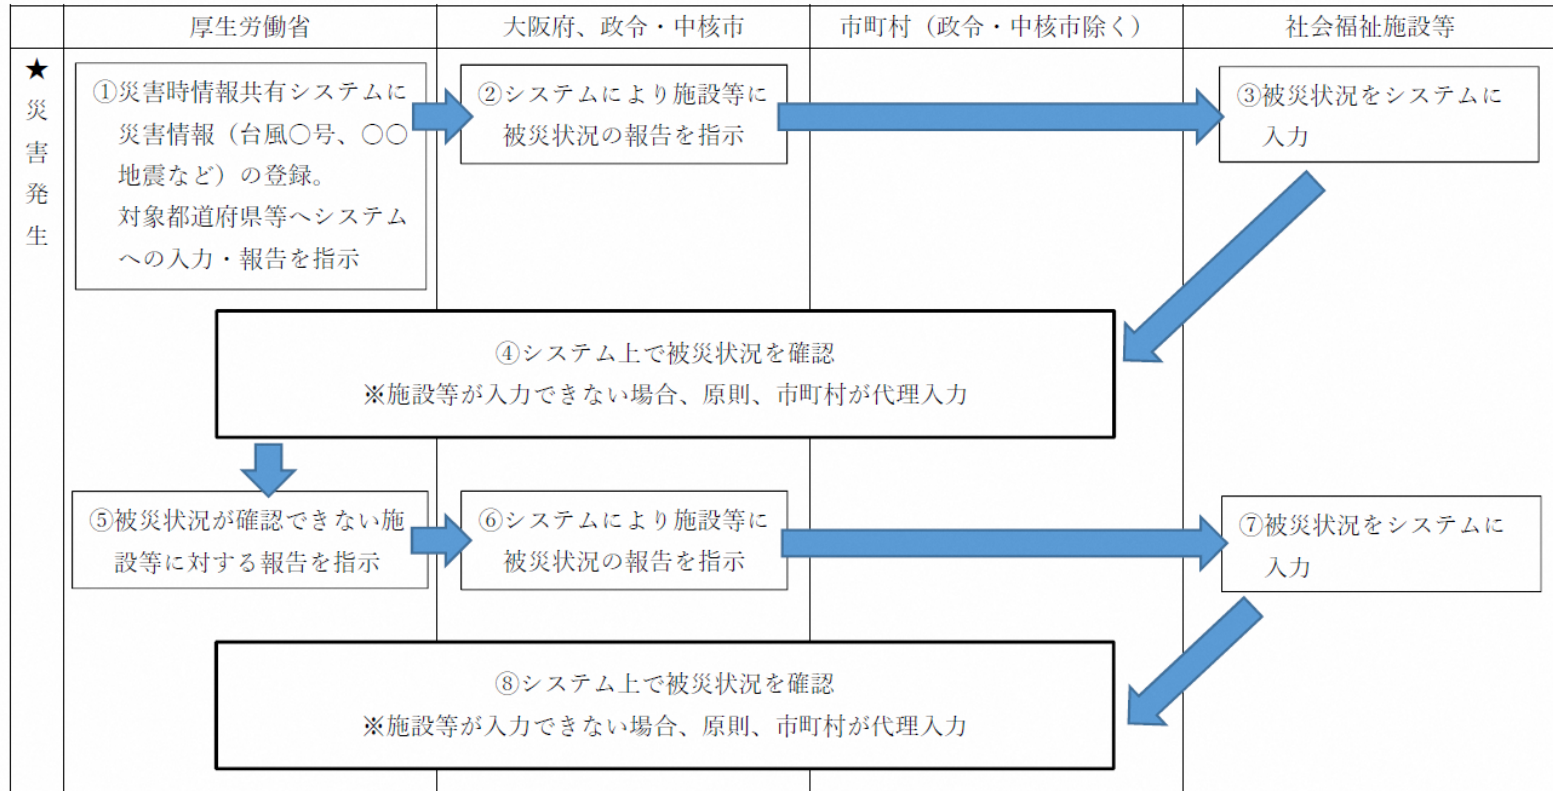 厚生労働省
大阪府、政令・中核市
市町村（政令・中核市除く）
社会福祉施設等
★災害発生
①災害時情報共有システムに
災害情報（台風〇号、〇〇
地震など）の登録。
対象都道府県等へシステム
への入力・報告を指示
②システムにより施設等に
被災状況の報告を指示
③被災状況をシステムに
入力
④システム上で被災状況を確認
※施設等が入力できない場合、原則、市町村が代理入力
⑤被災状況が確認できない施
設等に対する報告を指示
⑥システムにより施設等に
被災状況の報告を指示
⑦被災状況をシステムに
入力
⑧システム上で被災状況を確認
※施設等が入力できない場合、原則、市町村が代理入力